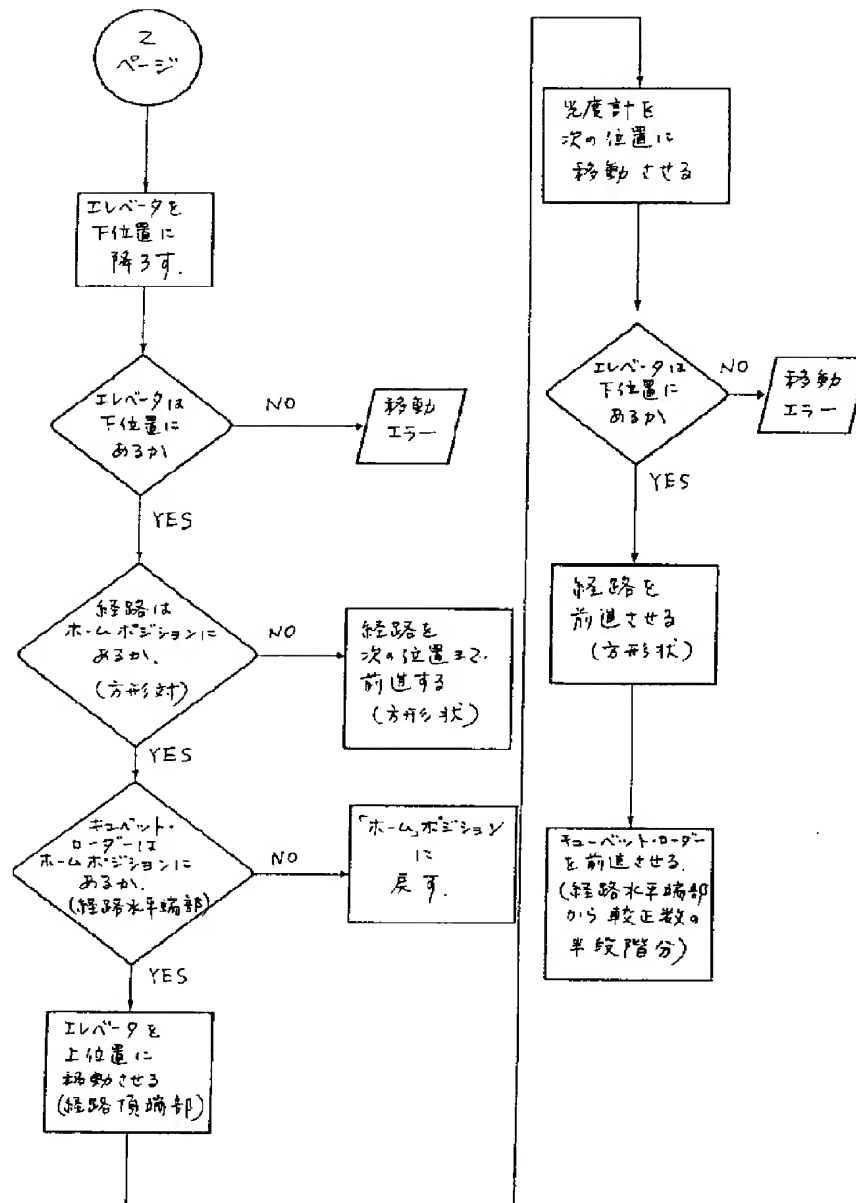 2
ページ
エレベータを
下位置に
降ろす.
エレベータは
下位置に
あるか
NO
移動
エラー
YES
経路は
ホームポジションに
あるか.
(方形対)
NO
経路を
次の位置まで.
前進する
(方形状)
YES
キュベット・
ローダーは
ホームポジションに
あるか.
(経路水平端部)
NO
「ホーム」ポジション
に
戻す.
YES
エレベータを
上位置に
移動させる
(経路頂端部)
光度計を
次の位置に
移動させる
エレベータは
下位置に
あるか
NO
移動
エラー
YES
経路を
前進させる
(方形状)
キューベット・ローダー
を前進させる.
(経路水平端部
から較正数の
半段階分)